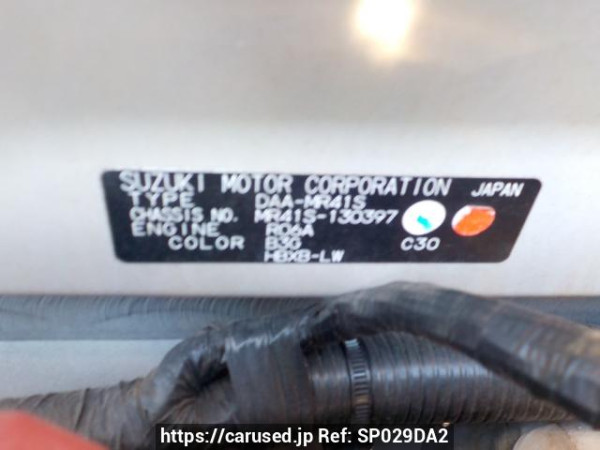 SUZUKI MOTOR CORPORATION JAPAN
TYPE DAA-MR41S
CHASSIS NO. MR41S-130397
ENGINE R06A
COLOR B3G C30
HBXB-LW
https://carused.jp Ref: SP029DA2